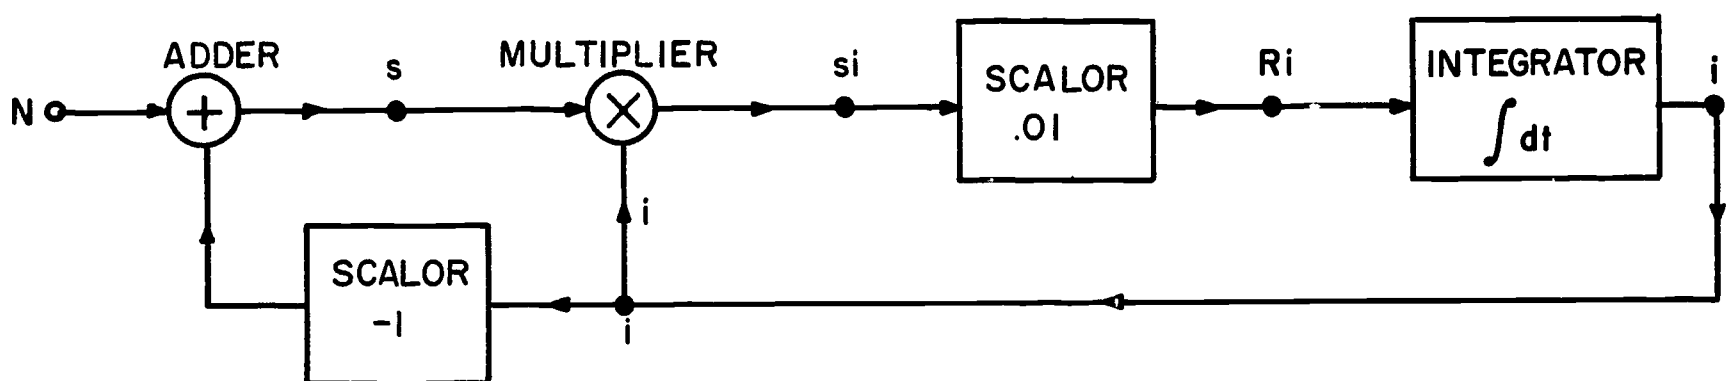 ADDER
MULTIPLIER
N
+
s
×
si
SCALOR
.01
Ri
INTEGRATOR
∫ dt
i
i
SCALOR
-1
i